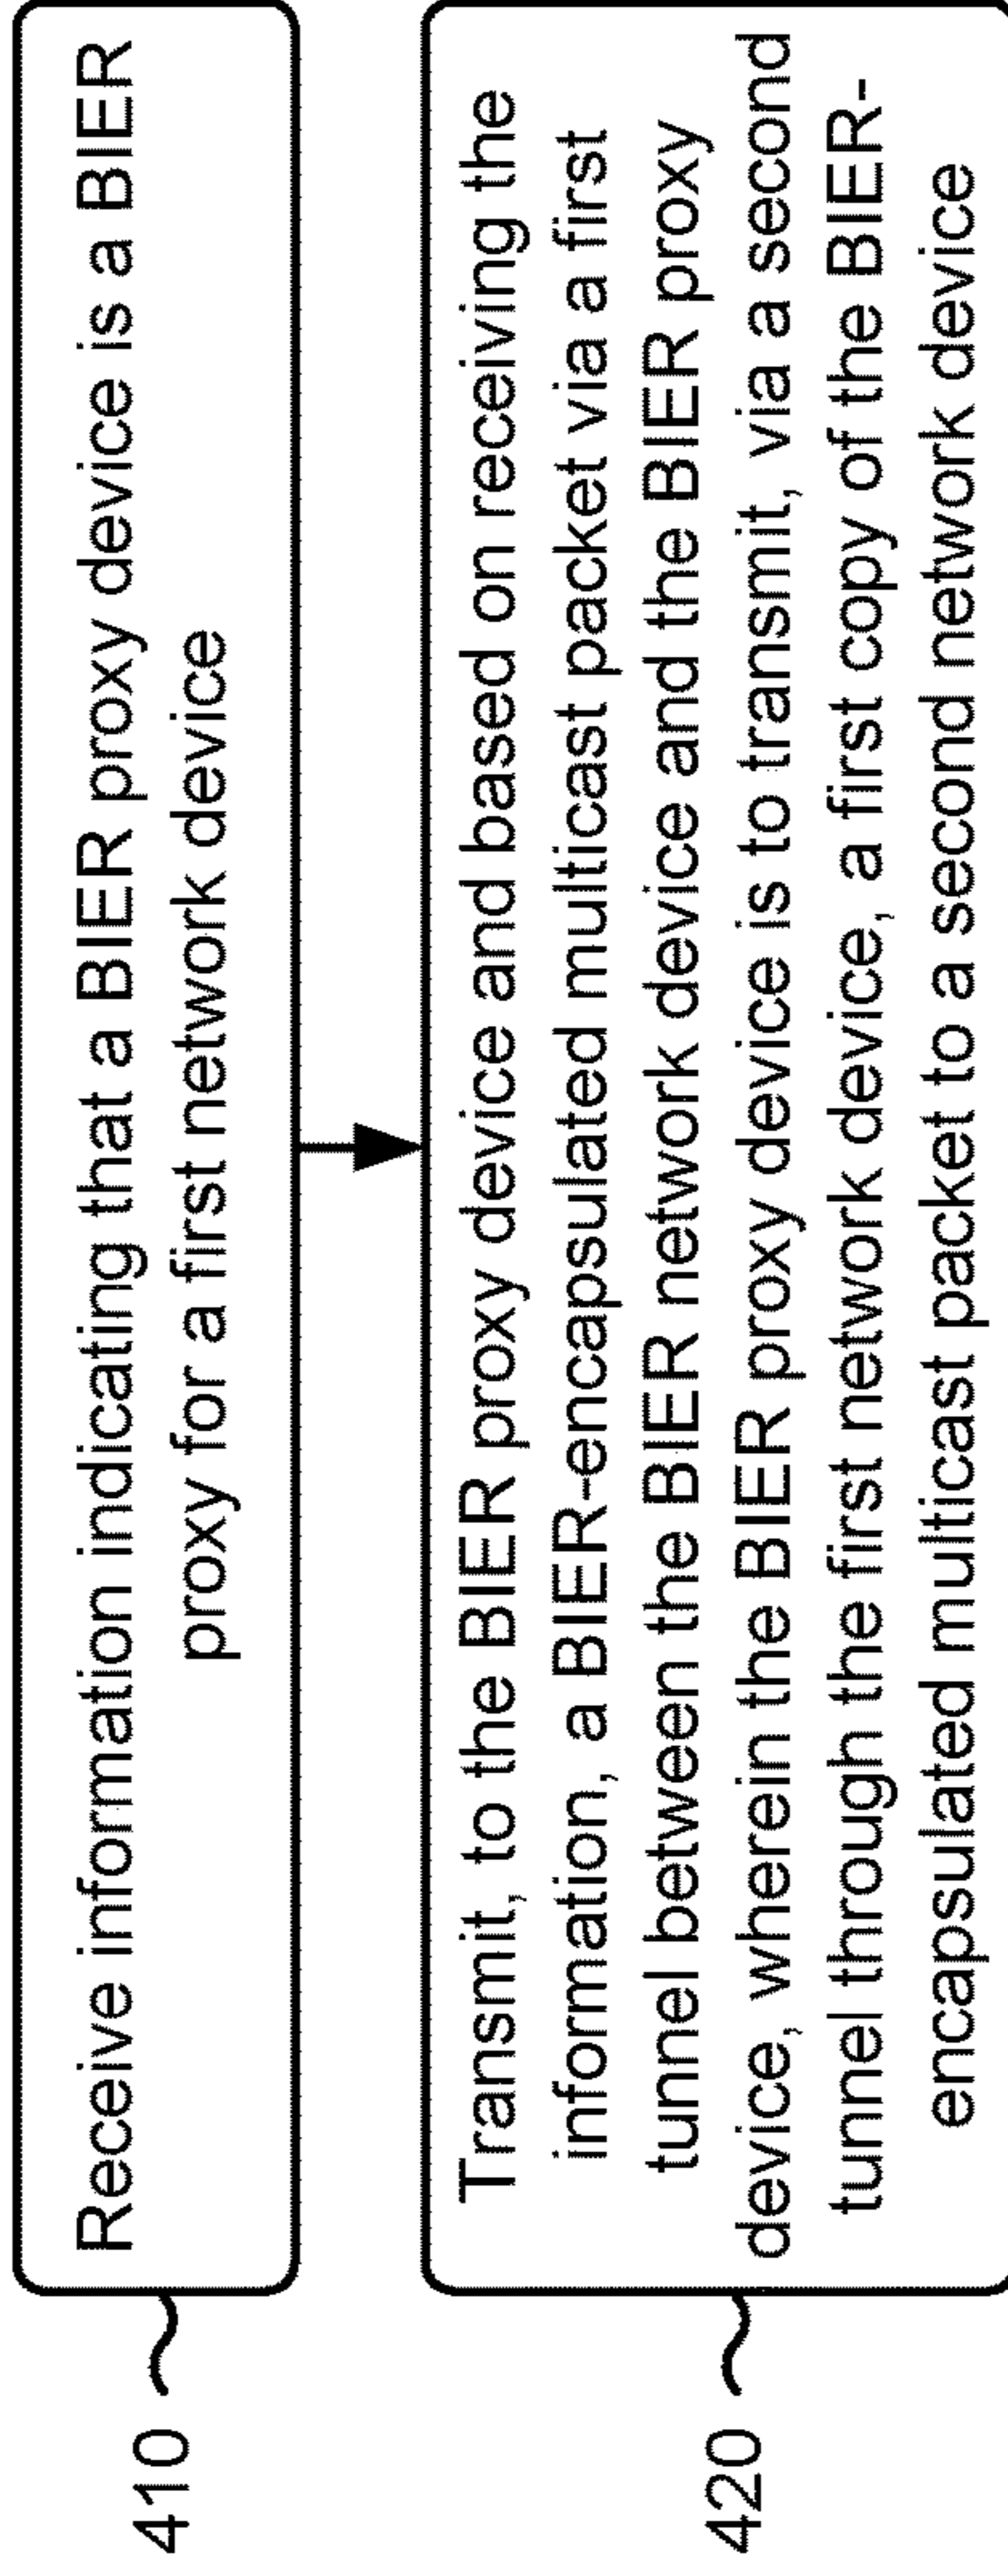 410
Receive information indicating that a BIER proxy device is a BIER
proxy for a first network device
420
Transmit, to the BIER proxy device and based on receiving the
information, a BIER-encapsulated multicast packet via a first
tunnel between the BIER network device and the BIER proxy
device, wherein the BIER proxy device is to transmit, via a second
tunnel through the first network device, a first copy of the BIER-
encapsulated multicast packet to a second network device